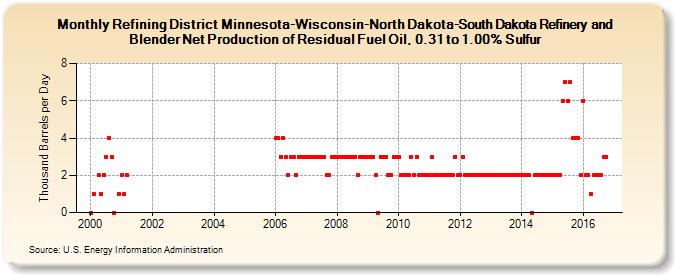 Monthly Refining District Minnesota-Wisconsin-North Dakota-South Dakota Refinery and
Blender Net Production of Residual Fuel Oil, 0.31 to 1.00% Sulfur
Thousand Barrels per Day
8
6
4
2
0
2000 2002 2004 2006 2008 2010 2012 2014 2016
Source: U.S. Energy Information Administration